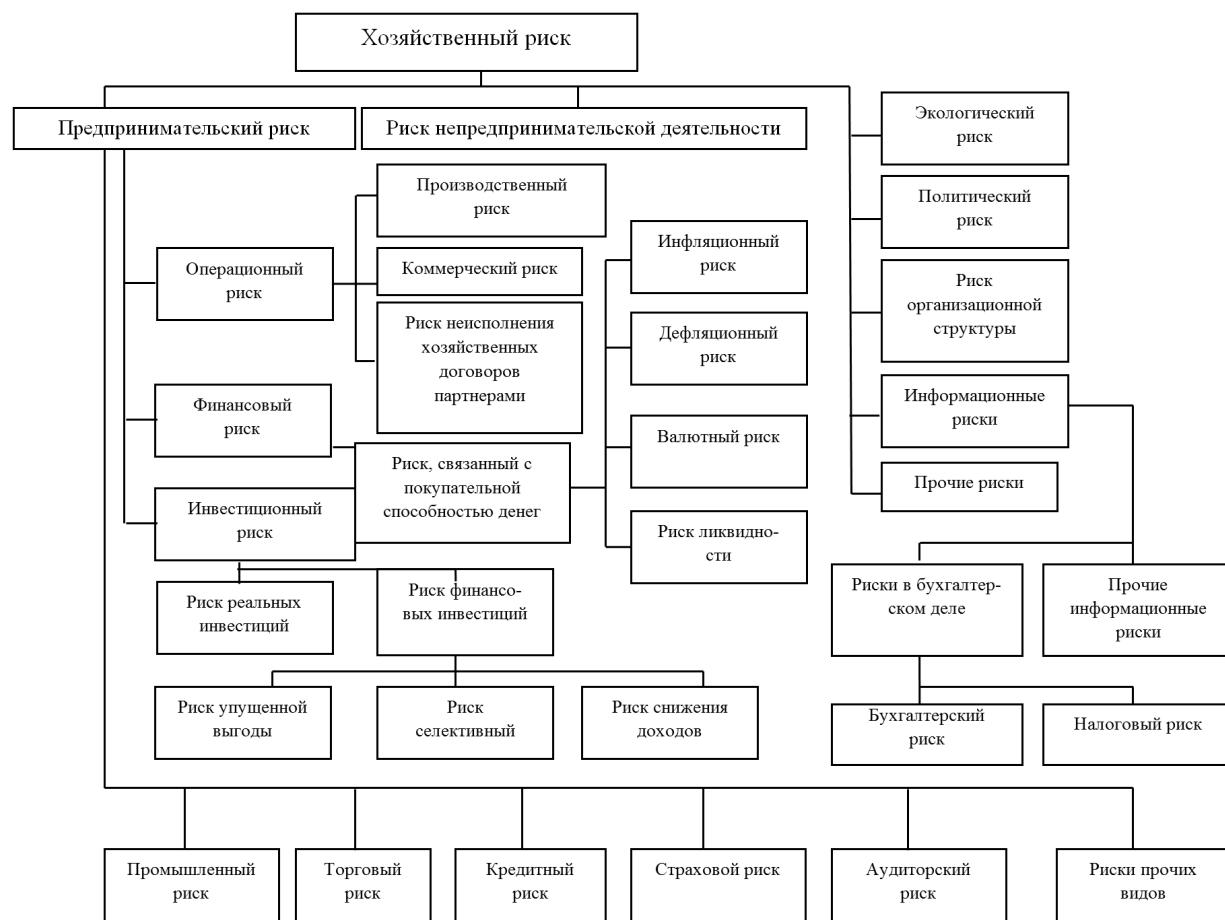 Хозяйственный риск
Предпринимательский риск
Риск непредпринимательской деятельности
Экологический
риск
Политический
риск
Риск
организационной
структуры
Информационные
риски
Прочие риски
Производственный
риск
Операционный
риск
Коммерческий риск
Риск неисполнения
хозяйственных
договоров
партнерами
Инфляционный
риск
Дефляционный
риск
Валютный риск
Риск ликвидно-
сти
Финансовый
риск
Риск, связанный с
покупательной
способностью денег
Инвестиционный
риск
Риск реальных
инвестиций
Риск финансо-
вых инвестиций
Риски в бухгалтер-
ском деле
Прочие
информационные
риски
Риск упущенной
выгоды
Риск
селективный
Риск снижения
доходов
Бухгалтерский
риск
Налоговый риск
Промышленный
риск
Торговый
риск
Кредитный
риск
Страховой риск
Аудиторский
риск
Риски прочих
видов